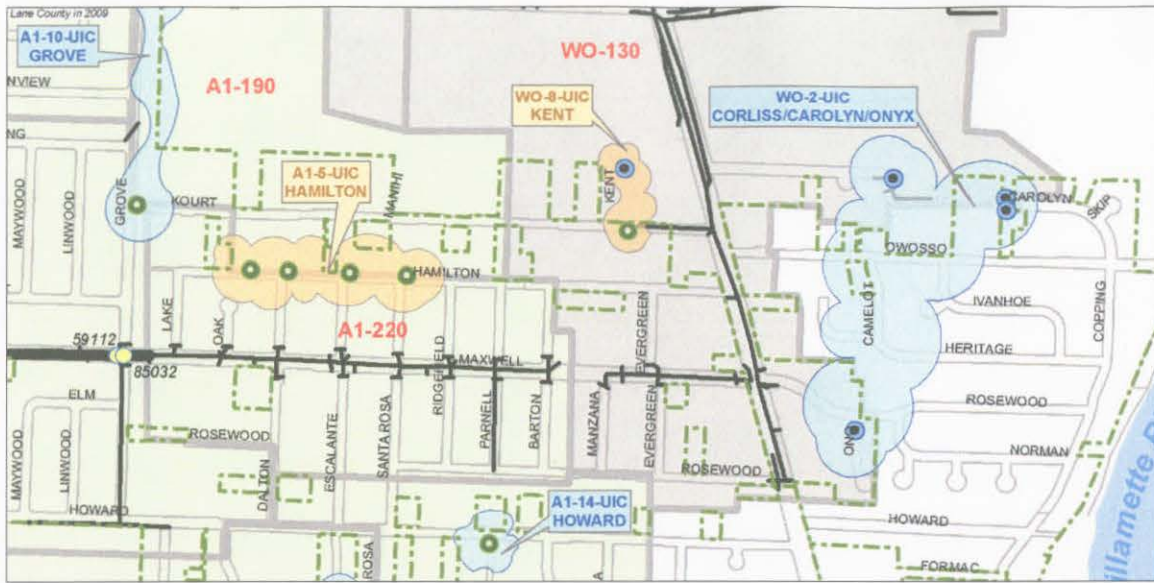 Lane County in 2009
A1-10-UIC
GROVE
NVIEW
NG
A1-190
WO-130
WO-8-UIC
KENT
WO-2-UIC
CORLISS/CAROLYN/ONYX
A1-5-UIC
HAMILTON
MANIHI
KENT
MAYWOOD
LINWOOD
GROVE
KOURT
CAROLYN
SKIP
OWOSSO
HAMILTON
IVANHOE
CAMELOT
COPPING
LAKE
OAK
A1-220
EVERGREEN
HERITAGE
59112
85032
MAXWELL
RIDGEFIELD
ELM
ROSEWOOD
ESCALANTE
SANTA ROSA
PARNELL
BARTON
MANZANA
EVERGREEN
ROSEWOOD
ROSEWOOD
MAYWOOD
LINWOOD
DALTON
ON
NORMAN
HOWARD
A1-14-UIC
HOWARD
HOWARD
ROSA
A
FORMAC
illamette